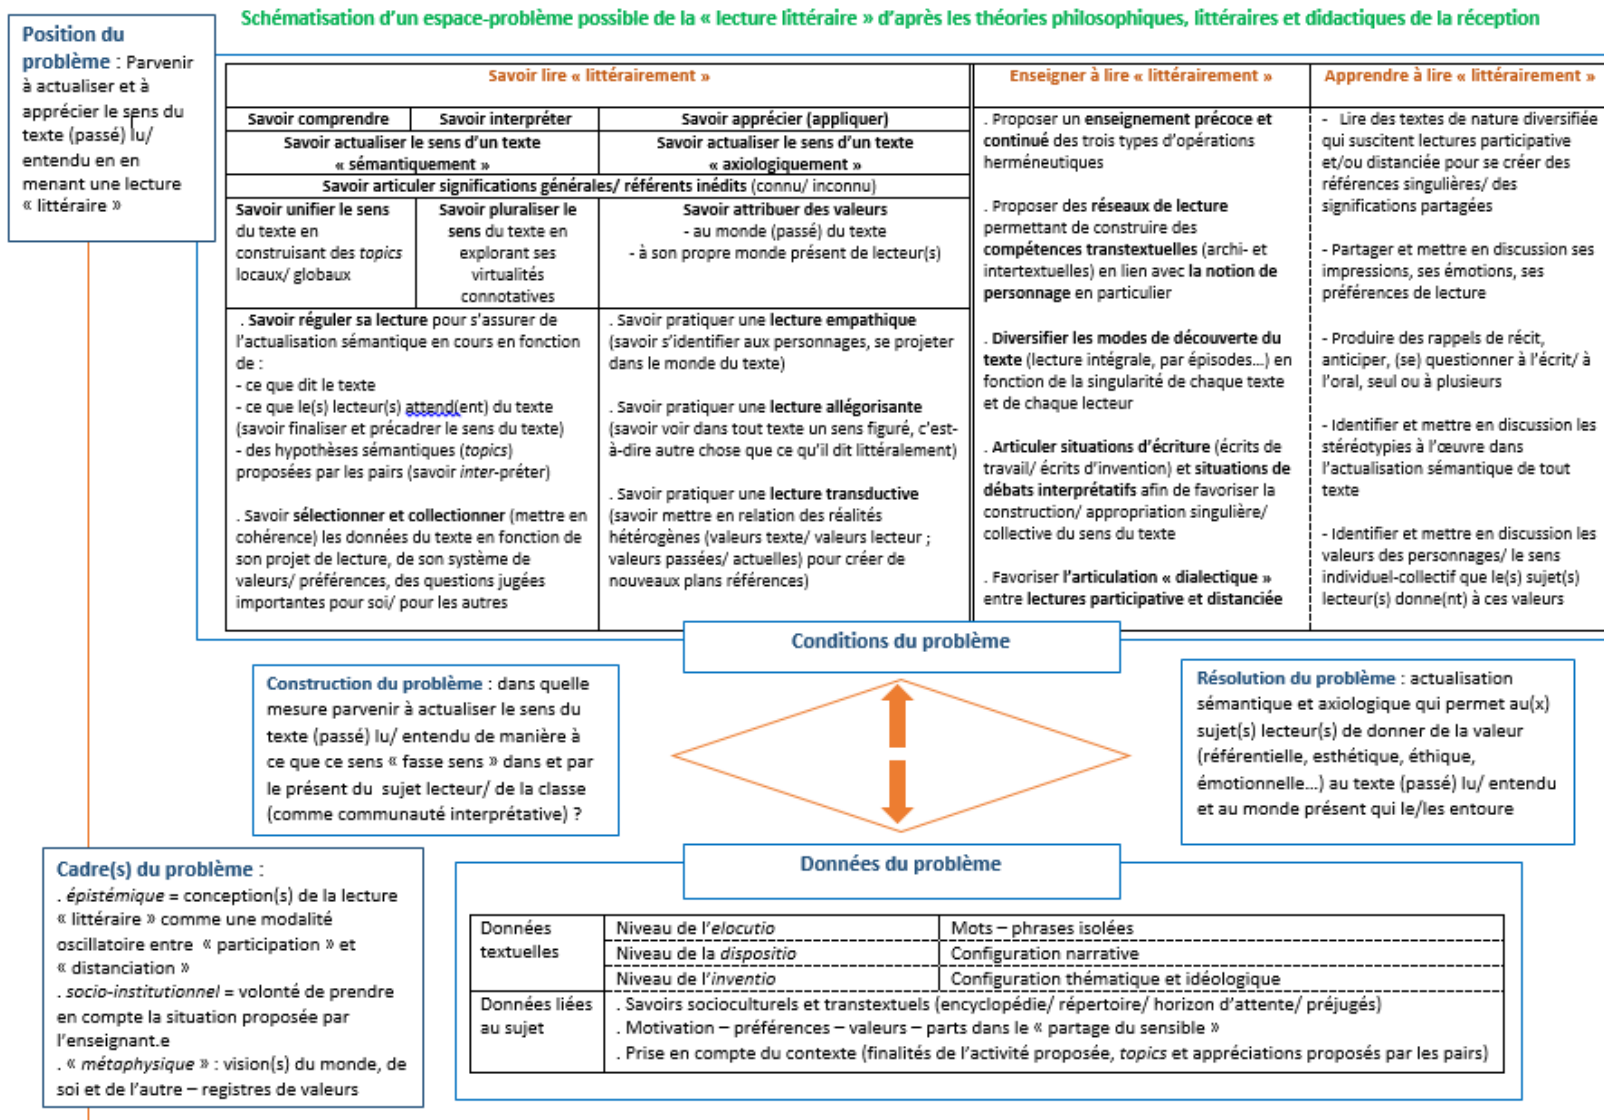 Schématisation d'un espace-problème possible de la « lecture littéraire » d'après les théories philosophiques, littéraires et didactiques de la réception
Position du
problème : Parvenir
à actualiser et à
apprécier le sens du
texte (passé) lu/
entendu en en
menant une lecture
« littéraire »
Savoir lire « littérairement »
Enseigner à lire « littérairement »
Apprendre à lire « littérairement »
Savoir comprendre
Savoir interpréter
Savoir apprécier (appliquer)
Savoir actualiser le sens d'un texte
« sémantiquement »
Savoir actualiser le sens d'un texte
« axiologiquement »
Savoir articuler significations générales/ référents inédits (connu/ inconnu)
Savoir unifier le sens
du texte en
construisant des topics
locaux/ globaux
Savoir pluraliser le
sens du texte en
explorant ses
virtualités
connotatives
Savoir attribuer des valeurs
- au monde (passé) du texte
- à son propre monde présent de lecteur(s)
. Savoir réguler sa lecture pour s'assurer de
l'actualisation sémantique en cours en fonction
de :
- ce que dit le texte
- ce que le(s) lecteur(s) attend(ent) du texte
(savoir finaliser et précadrer le sens du texte)
- des hypothèses sémantiques (topics)
proposées par les pairs (savoir inter-préter)
. Savoir sélectionner et collectionner (mettre en
cohérence) les données du texte en fonction de
son projet de lecture, de son système de
valeurs/ préférences, des questions jugées
importantes pour soi/ pour les autres
. Savoir pratiquer une lecture empathique
(savoir s'identifier aux personnages, se projeter
dans le monde du texte)
. Savoir pratiquer une lecture allégorisante
(savoir voir dans tout texte un sens figuré, c'est-
à-dire autre chose que ce qu'il dit littéralement)
. Savoir pratiquer une lecture transductive
(savoir mettre en relation des réalités
hétérogènes (valeurs texte/ valeurs lecteur ;
valeurs passées/ actuelles) pour créer de
nouveaux plans références)
. Proposer un enseignement précoce et
continué des trois types d'opérations
herméneutiques
. Proposer des réseaux de lecture
permettant de construire des
compétences transtextuelles (archi- et
intertextuelles) en lien avec la notion de
personnage en particulier
. Diversifier les modes de découverte du
texte (lecture intégrale, par épisodes...) en
fonction de la singularité de chaque texte
et de chaque lecteur
. Articuler situations d'écriture (écrits de
travail/ écrits d'invention) et situations de
débats interprétatifs afin de favoriser la
construction/ appropriation singulière/
collective du sens du texte
. Favoriser l'articulation « dialectique »
entre lectures participative et distanciée
- Lire des textes de nature diversifiée
qui suscitent lectures participative
et/ou distanciée pour se créer des
références singulières/ des
significations partagées
- Partager et mettre en discussion ses
impressions, ses émotions, ses
préférences de lecture
- Produire des rappels de récit,
anticiper, (se) questionner à l'écrit/ à
l'oral, seul ou à plusieurs
- Identifier et mettre en discussion les
stéréotypies à l'œuvre dans
l'actualisation sémantique de tout
texte
- Identifier et mettre en discussion les
valeurs des personnages/ le sens
individuel-collectif que le(s) sujet(s)
lecteur(s) donne(nt) à ces valeurs
Conditions du problème
Construction du problème : dans quelle
mesure parvenir à actualiser le sens du
texte (passé) lu/ entendu de manière à
ce que ce sens « fasse sens » dans et par
le présent du sujet lecteur/ de la classe
(comme communauté interprétative) ?
Résolution du problème : actualisation
sémantique et axiologique qui permet au(x)
sujet(s) lecteur(s) de donner de la valeur
(référentielle, esthétique, éthique,
émotionnelle...) au texte (passé) lu/ entendu
et au monde présent qui le/les entoure
Cadre(s) du problème :
. épistémique = conception(s) de la lecture
« littéraire » comme une modalité
oscillatoire entre « participation » et
« distanciation »
. socio-institutionnel = volonté de prendre
en compte la situation proposée par
l'enseignant.e
. « métaphysique » : vision(s) du monde, de
soi et de l'autre – registres de valeurs
Données du problème
Données
textuelles
Niveau de l'elocutio
Mots – phrases isolées
Niveau de la dispositio
Configuration narrative
Niveau de l'inventio
Configuration thématique et idéologique
Données liées
au sujet
. Savoirs socioculturels et transtextuels (encyclopédie/ répertoire/ horizon d'attente/ préjugés)
. Motivation – préférences – valeurs – parts dans le « partage du sensible »
. Prise en compte du contexte (finalités de l'activité proposée, topics et appréciations proposés par les pairs)